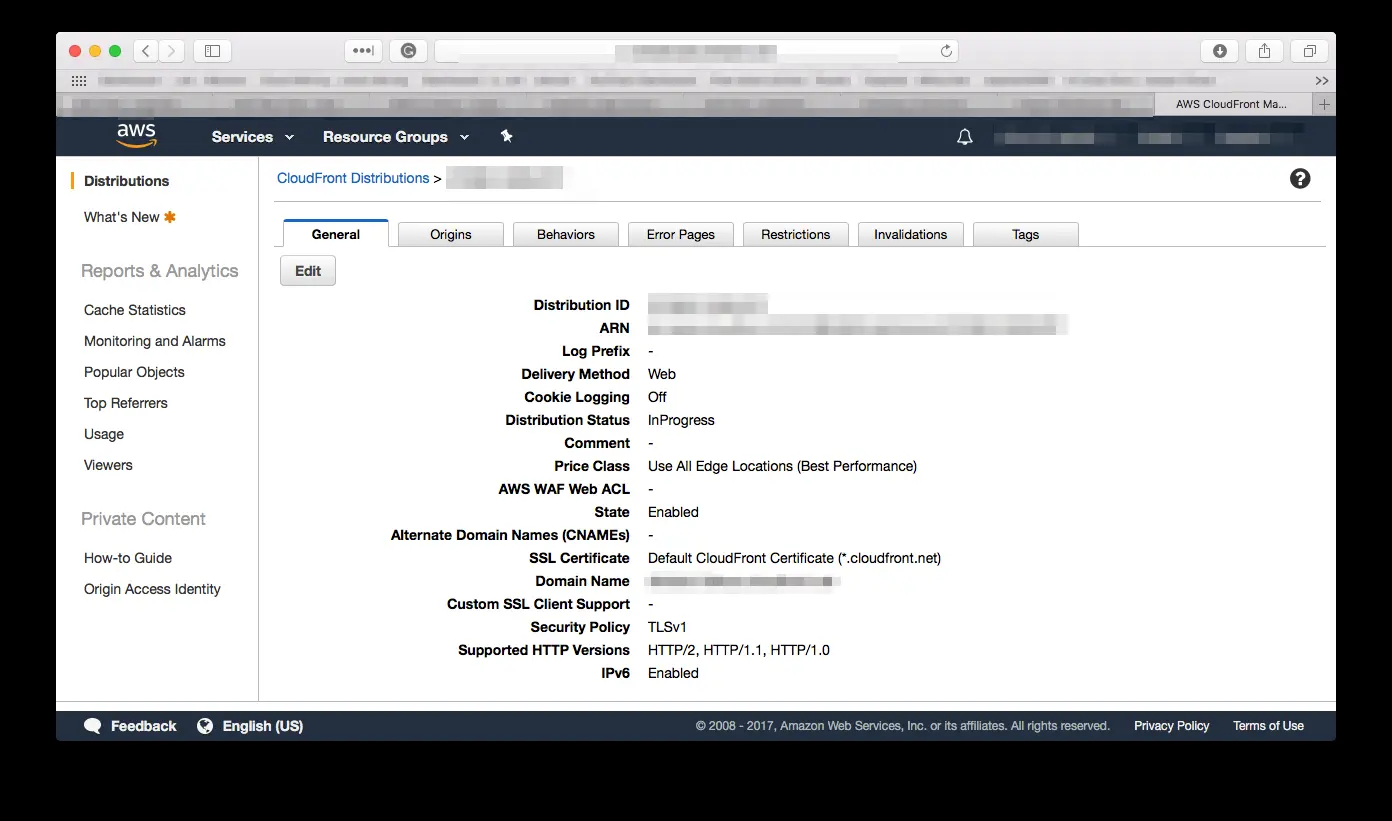 AWS CloudFront Ma...
aws
Services
Resource Groups
Distributions
What's New
Reports & Analytics
Cache Statistics
Monitoring and Alarms
Popular Objects
Top Referrers
Usage
Viewers
Private Content
How-to Guide
Origin Access Identity
CloudFront Distributions >
General Origins Behaviors Error Pages Restrictions Invalidations Tags
Edit
Distribution ID
ARN
Log Prefix -
Delivery Method Web
Cookie Logging Off
Distribution Status InProgress
Comment -
Price Class Use All Edge Locations (Best Performance)
AWS WAF Web ACL -
State Enabled
Alternate Domain Names (CNAMEs) -
SSL Certificate Default CloudFront Certificate (*.cloudfront.net)
Domain Name
Custom SSL Client Support -
Security Policy TLSv1
Supported HTTP Versions HTTP/2, HTTP/1.1, HTTP/1.0
IPv6 Enabled
Feedback English (US) © 2008 - 2017, Amazon Web Services, Inc. or its affiliates. All rights reserved. Privacy Policy Terms of Use